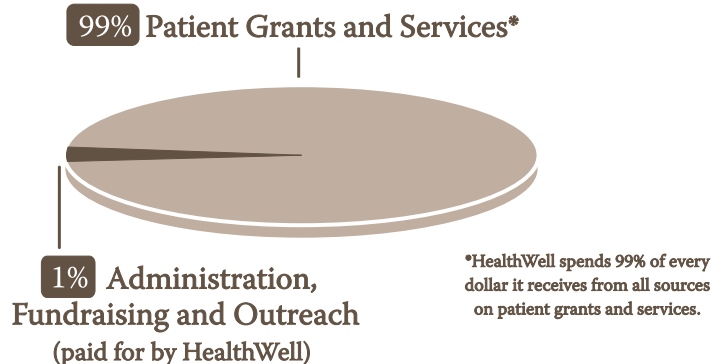 99% Patient Grants and Services*
1% Administration,
Fundraising and Outreach
(paid for by HealthWell)
*HealthWell spends 99% of every
dollar it receives from all sources
on patient grants and services.